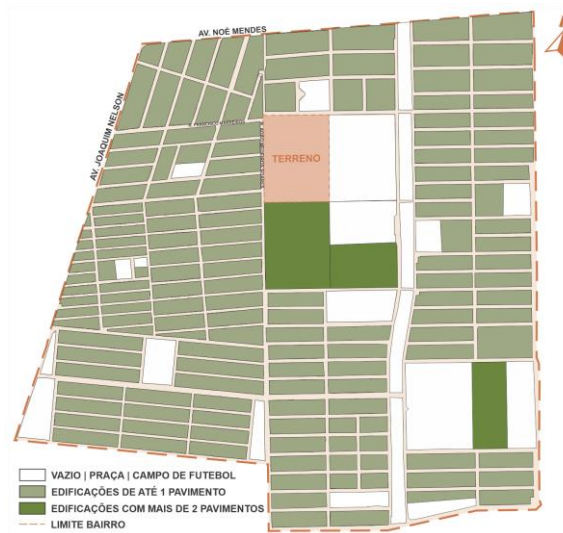 AV. NOÉ MENDES
AV. JOAQUIM NELSON
TERRENO
VAZIO | PRAÇA | CAMPO DE FUTEBOL
EDIFICAÇÕES DE ATÉ 1 PAVIMENTO
EDIFICAÇÕES COM MAIS DE 2 PAVIMENTOS
LIMITE BAIRRO